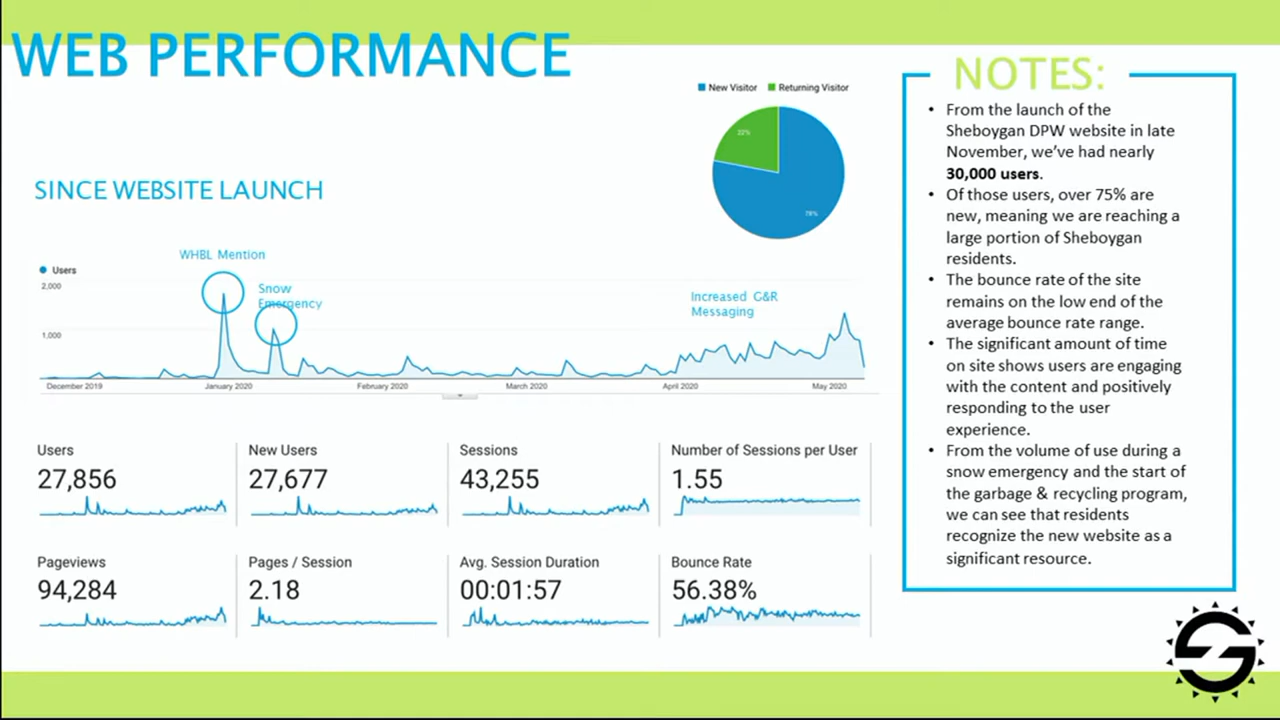 WEB PERFORMANCE
New Visitor
Returning Visitor
22%
78%
SINCE WEBSITE LAUNCH
WHBL Mention
Snow
Emergency
Increased G&R
Messaging
Users
2,000
1,000
December 2019
January 2020
February 2020
March 2020
April 2020
May 2020
Users
27,856
New Users
27,677
Sessions
43,255
Number of Sessions per User
1.55
Pageviews
94,284
Pages / Session
2.18
Avg. Session Duration
00:01:57
Bounce Rate
56.38%
NOTES:
• From the launch of the
Sheboygan DPW website in late
November, we've had nearly
30,000 users.
• Of those users, over 75% are
new, meaning we are reaching a
large portion of Sheboygan
residents.
• The bounce rate of the site
remains on the low end of the
average bounce rate range.
• The significant amount of time
on site shows users are engaging
with the content and positively
responding to the user
experience.
• From the volume of use during a
snow emergency and the start of
the garbage & recycling program,
we can see that residents
recognize the new website as a
significant resource.